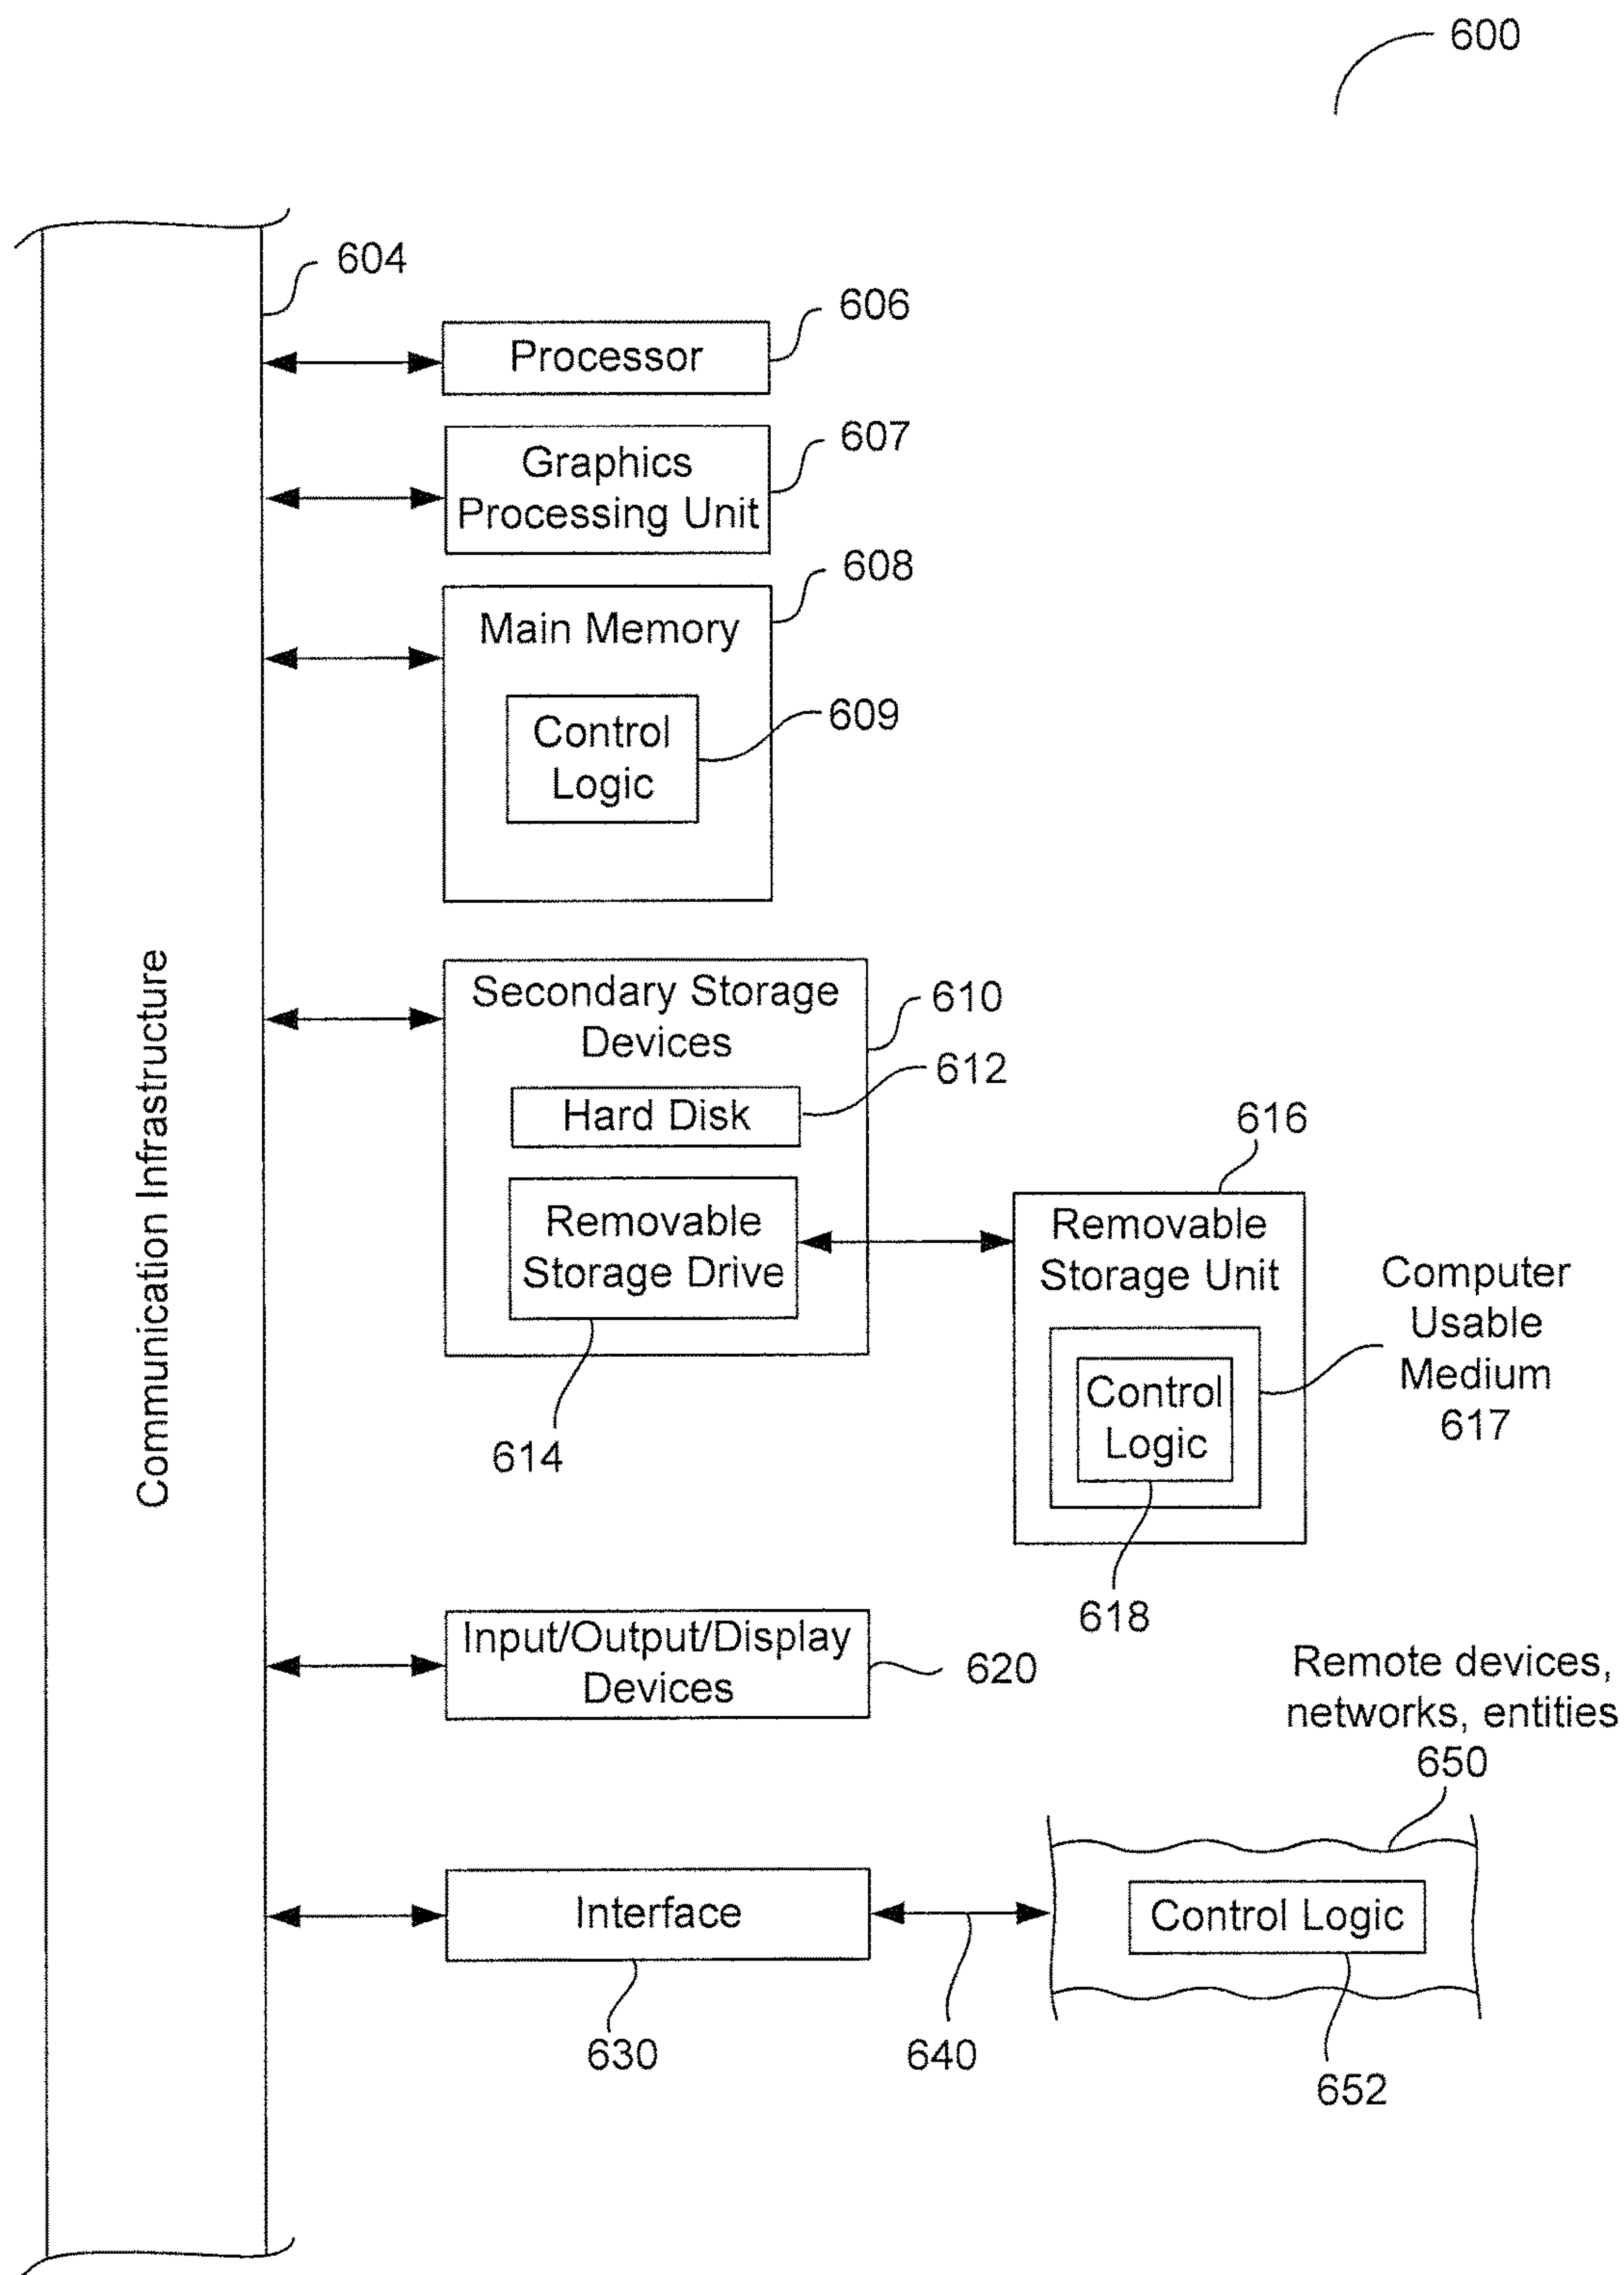 600
604
606
Processor
607
Graphics
Processing Unit
608
Main Memory
609
Control
Logic
Communication Infrastructure
Secondary Storage
Devices
610
612
Hard Disk
616
Removable
Storage Drive
614
Removable
Storage Unit
Computer
Usable
Medium
617
Control
Logic
618
Input/Output/Display
Devices
620
Remote devices,
networks, entities
650
Interface
Control Logic
630
640
652